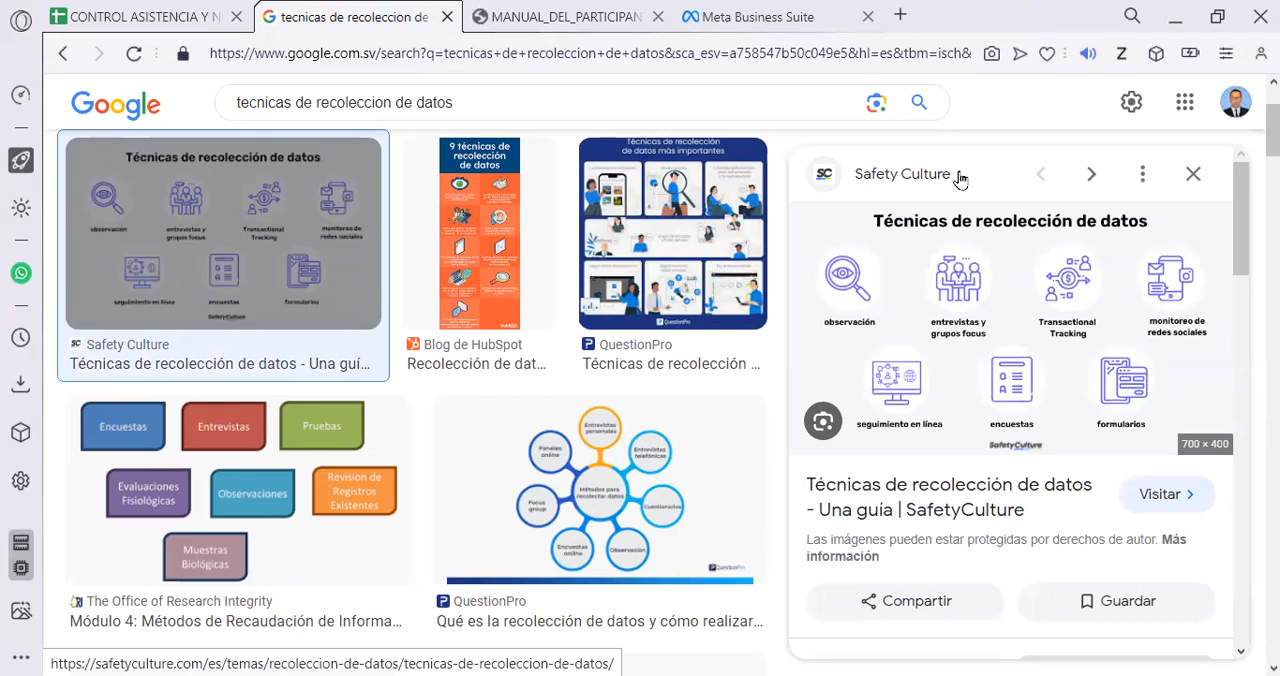 CONTROL ASISTENCIA Y N
tecnicas de recoleccion de
MANUAL_DEL_PARTICIPAN
Meta Business Suite
https://www.google.com.sv/search?q=tecnicas+de+recoleccion+de+datos&sca_esv=a758547b50c049e5&hl=es&tbm=isch&
Google
tecnicas de recoleccion de datos
Técnicas de recolección de datos
observación
entrevistas y
grupos focus
Transactional
Tracking
monitoreo de
redes sociales
seguimiento en línea
encuestas
formularios
SafetyCulture
SC Safety Culture
Técnicas de recolección de datos - Una guí...
9 técnicas de
recolección
de datos
Blog de HubSpot
Recolección de dat...
Técnicas de recolección
de datos más importantes
QuestionPro
QuestionPro
Técnicas de recolección ...
Encuestas
Entrevistas
Pruebas
Evaluaciones
Fisiológicas
Observaciones
Revision de
Registros
Existentes
Muestras
Biológicas
The Office of Research Integrity
Módulo 4: Métodos de Recaudación de Informa...
Entrevistas
personales
Paneles
online
Entrevistas
telefónicas
Métodos para
recolectar datos
Focus
group
Cuestionarios
Encuestas
online
Observación
QuestionPro
QuestionPro
Qué es la recolección de datos y cómo realizar...
SC Safety Culture
Técnicas de recolección de datos
observación
entrevistas y
grupos focus
Transactional
Tracking
monitoreo de
redes sociales
seguimiento en línea
encuestas
formularios
SafetyCulture
700 × 400
Técnicas de recolección de datos
- Una guía | SafetyCulture
Visitar
Las imágenes pueden estar protegidas por derechos de autor. Más
información
Compartir
Guardar
https://safetyculture.com/es/temas/recoleccion-de-datos/tecnicas-de-recoleccion-de-datos/